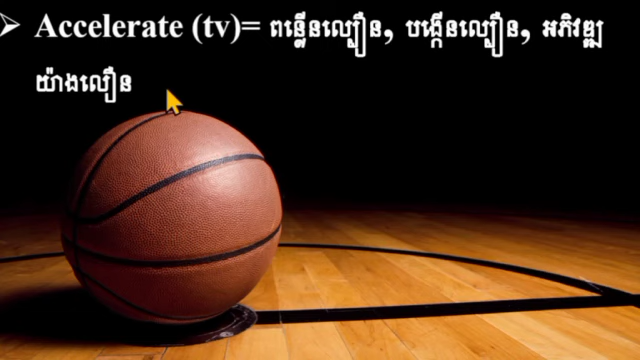 ➢ Accelerate (tv)= ពន្លឿនល្បឿន, បង្កើនល្បឿន, អភិវឌ្ឍ
យ៉ាងលឿន